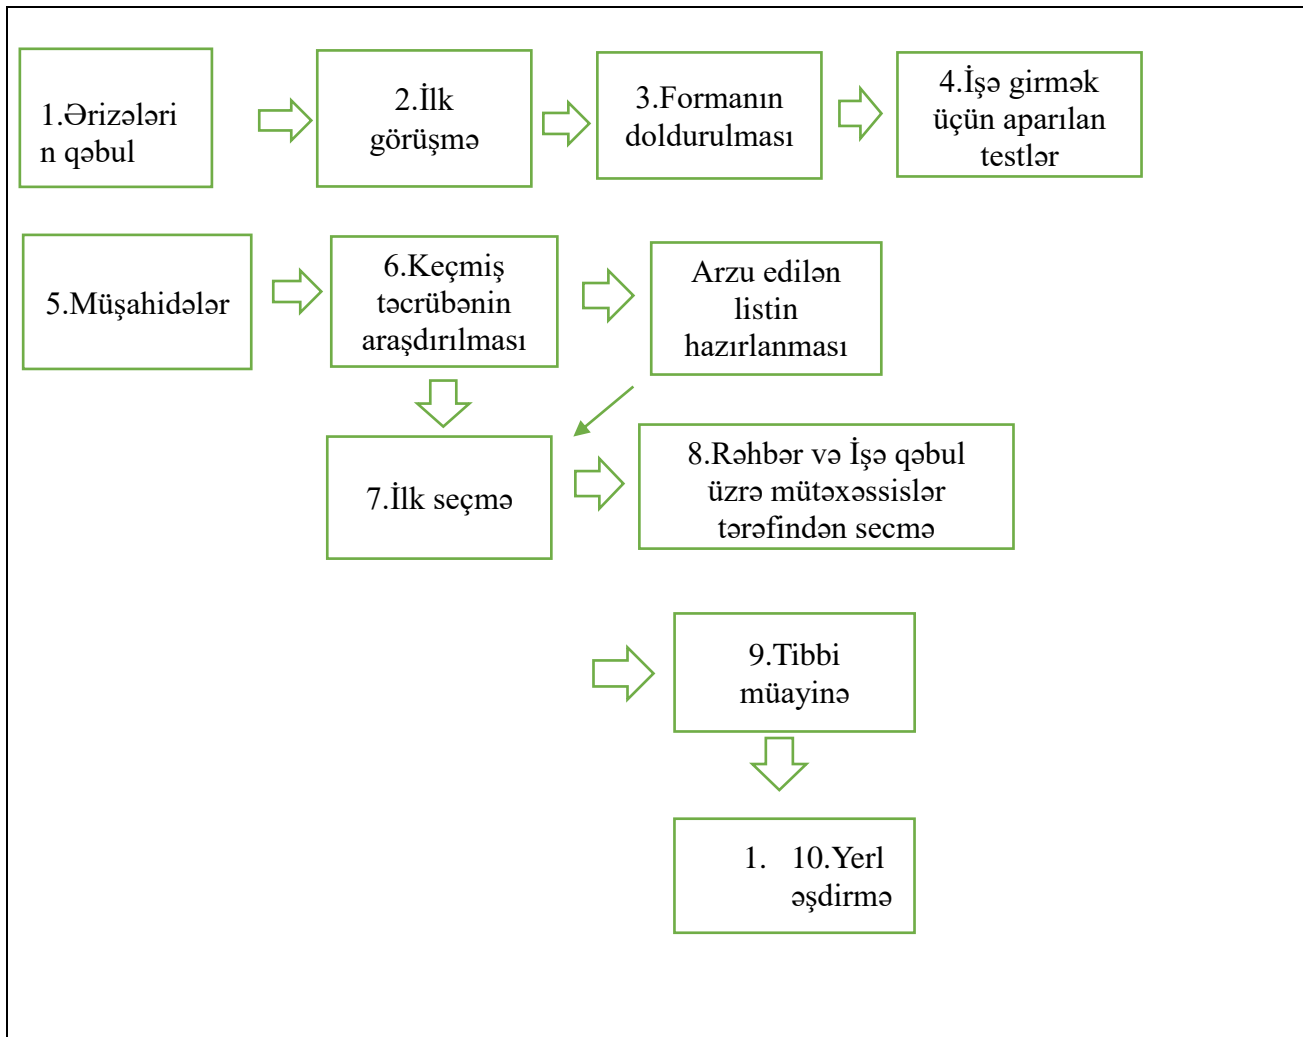 1.Ərizələri
n qəbul
2.İlk
görüşmə
3.Formanın
doldurulması
4.İşə girmək
üçün aparılan
testlər
5.Müşahidələr
6.Keçmiş
təcrübənin
araşdırılması
Arzu edilən
listin
hazırlanması
7.İlk seçmə
8.Rəhbər və İşə qəbul
üzrə mütəxəssislər
tərəfindən secmə
9.Tibbi
müayinə
1. 10.Yerl
əşdirmə